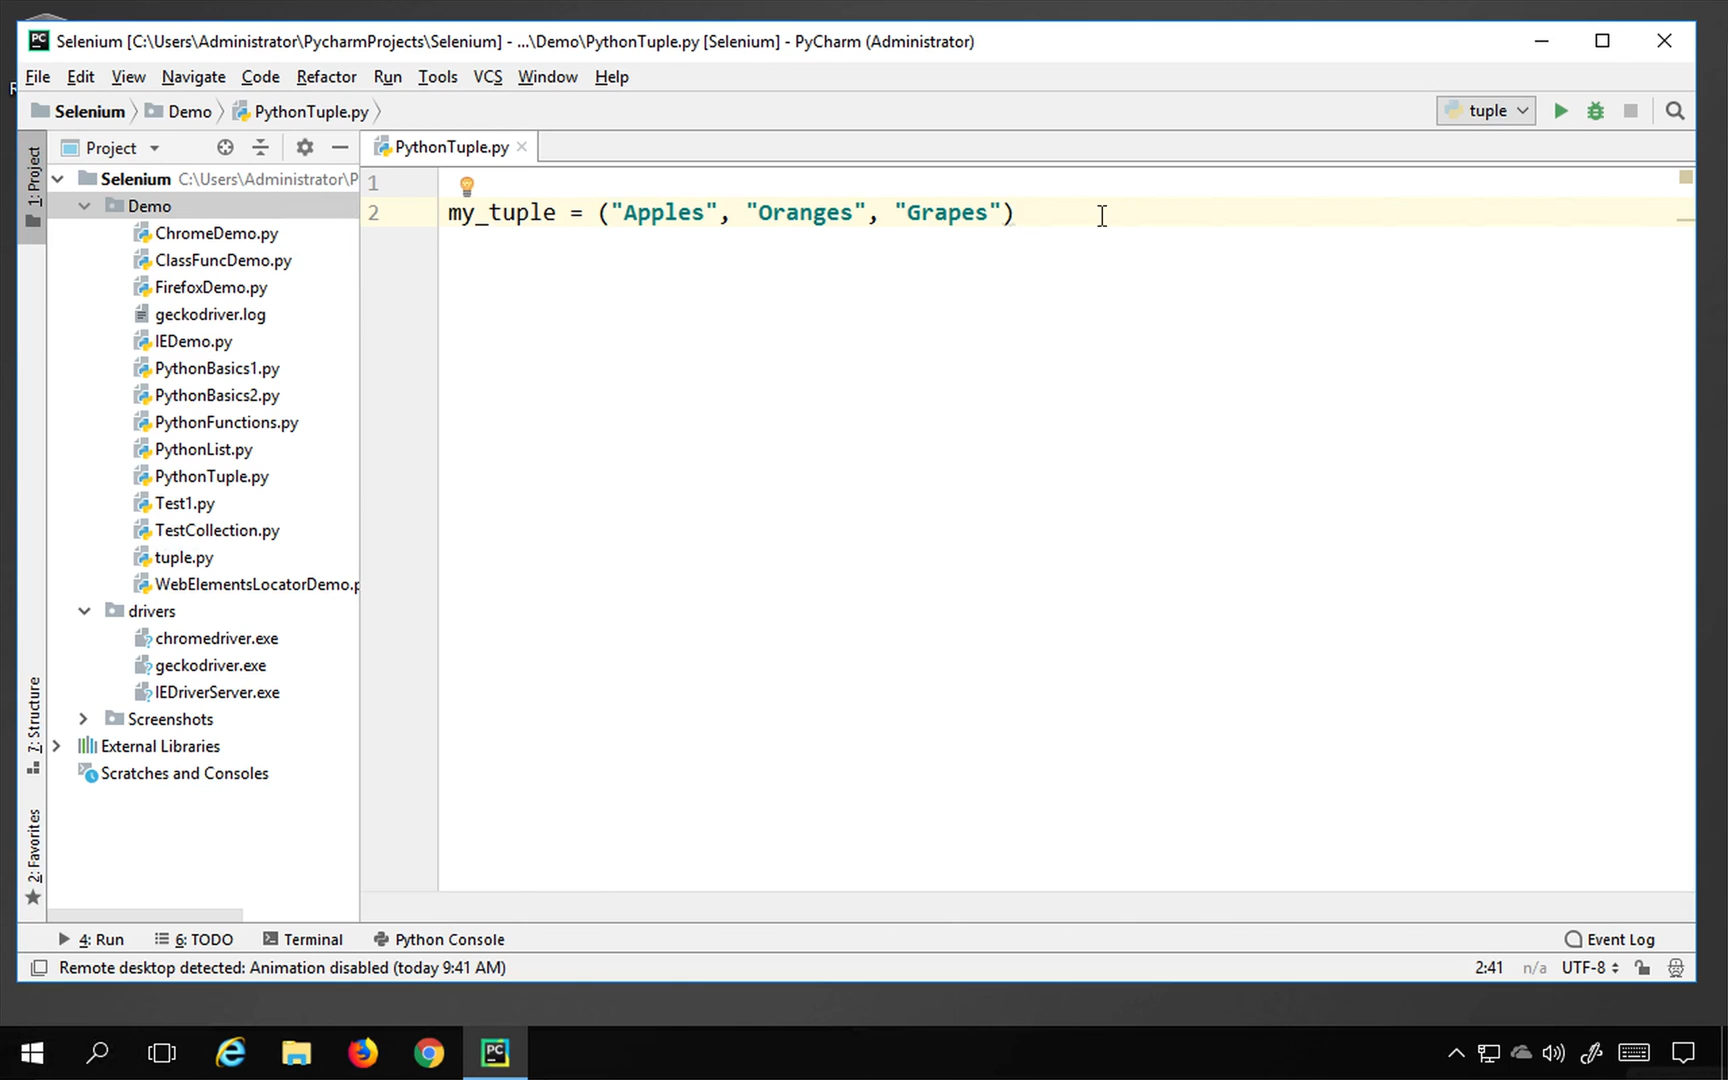 Selenium [C:\Users\Administrator\PycharmProjects\Selenium] - ...\Demo\PythonTuple.py [Selenium] - PyCharm (Administrator)
File Edit View Navigate Code Refactor Run Tools VCS Window Help
Selenium Demo PythonTuple.py tuple
Project PythonTuple.py
1: Project
Selenium C:\Users\Administrator\P
Demo
ChromeDemo.py
ClassFuncDemo.py
FirefoxDemo.py
geckodriver.log
IEDemo.py
PythonBasics1.py
PythonBasics2.py
PythonFunctions.py
PythonList.py
PythonTuple.py
Test1.py
TestCollection.py
tuple.py
WebElementsLocatorDemo.p
drivers
chromedriver.exe
geckodriver.exe
IEDriverServer.exe
Screenshots
External Libraries
Scratches and Consoles
7: Structure
2: Favorites
1
2 my_tuple = ("Apples", "Oranges", "Grapes")
4: Run 6: TODO Terminal Python Console Event Log
Remote desktop detected: Animation disabled (today 9:41 AM) 2:41 n/a UTF-8